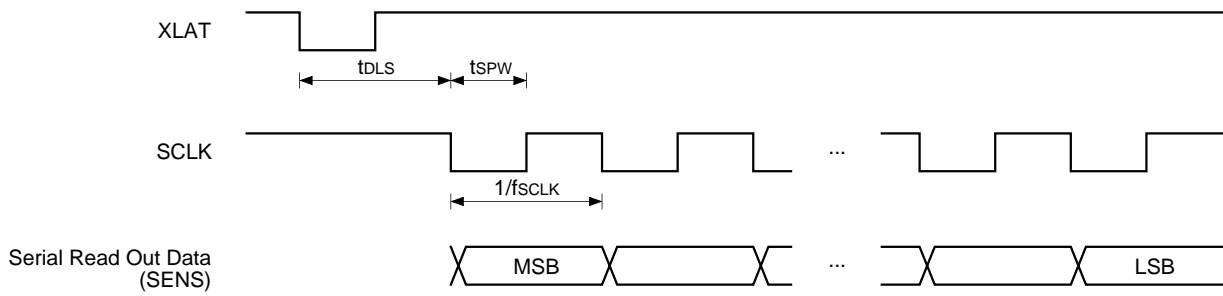 XLAT
tDLS
tSPW
SCLK
...
1/fSCLK
Serial Read Out Data
(SENS)
MSB
...
LSB